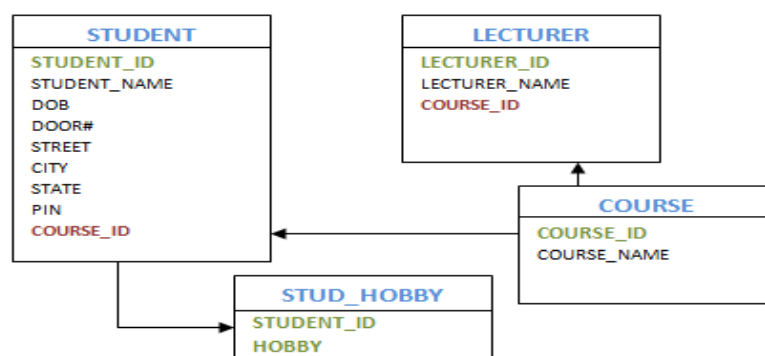 STUDENT
STUDENT_ID
STUDENT_NAME
DOB
DOOR#
STREET
CITY
STATE
PIN
COURSE_ID
LECTURER
LECTURER_ID
LECTURER_NAME
COURSE_ID
COURSE
COURSE_ID
COURSE_NAME
STUD_HOBBY
STUDENT_ID
HOBBY